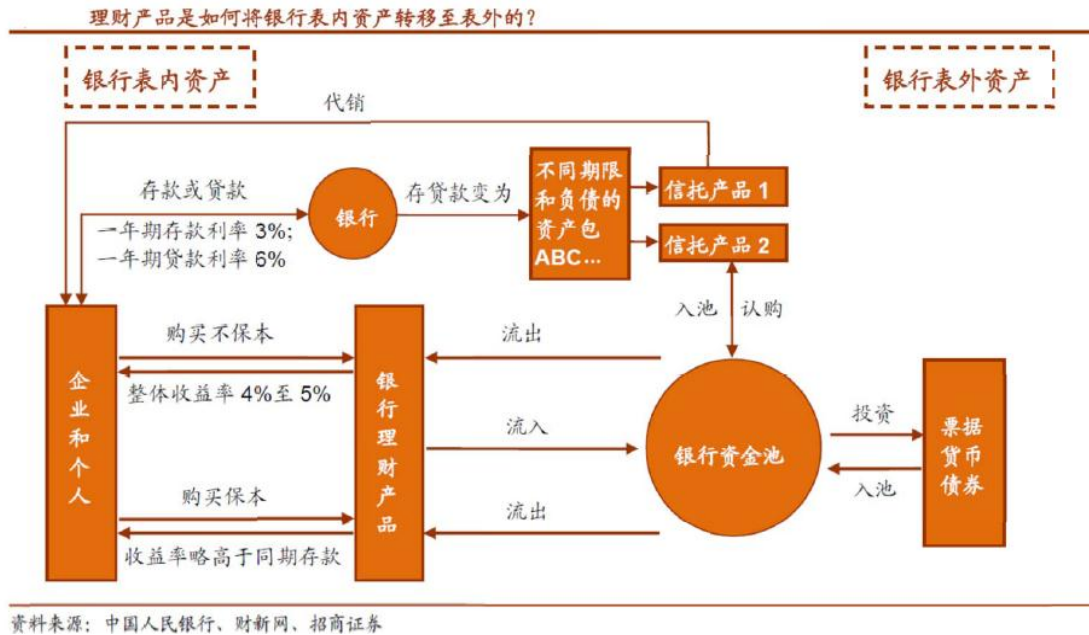 理财产品是如何将银行表内资产转移至表外的?
银行表内资产
银行表外资产
代销
存款或贷款
一年期存款利率 3%;
一年期贷款利率 6%
银行
存贷款变为
不同期限
和负债的
资产包
ABC...
信托产品 1
信托产品 2
入池
认购
企业和个人
购买不保本
整体收益率 4%至 5%
购买保本
收益率略高于同期存款
银行理财产品
流出
流入
流出
银行资金池
投资
入池
票据
货币
债券
资料来源：中国人民银行、财新网、招商证券